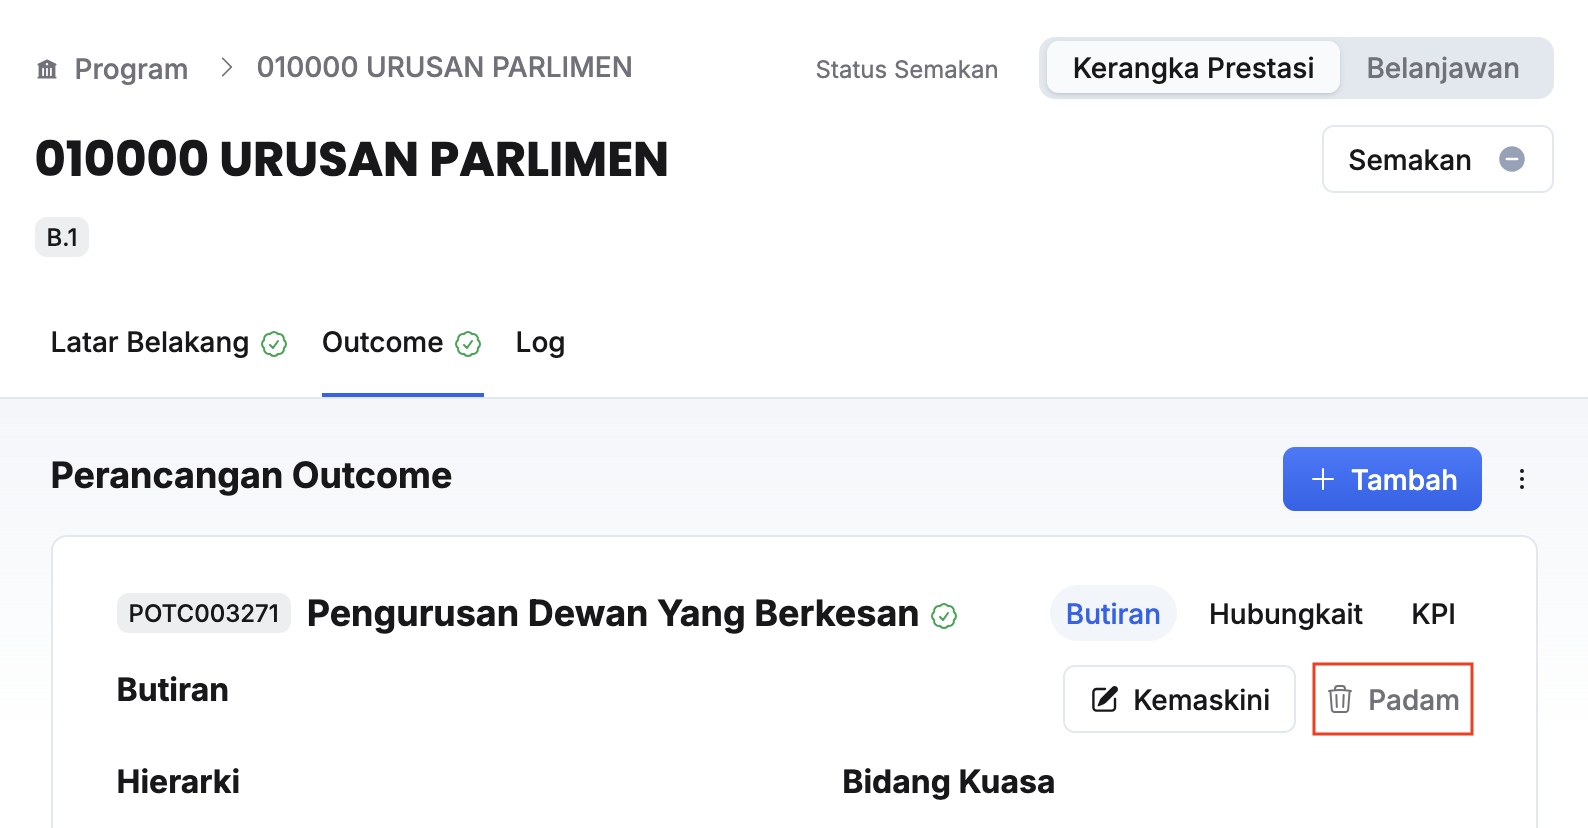 Program > 010000 URUSAN PARLIMEN
Status Semakan
Kerangka Prestasi
Belanjawan
010000 URUSAN PARLIMEN
Semakan
B.1
Latar Belakang
Outcome
Log
Perancangan Outcome
+ Tambah
POTC003271
Pengurusan Dewan Yang Berkesan
Butiran
Hubungkait
KPI
Butiran
Kemaskini
Padam
Hierarki
Bidang Kuasa